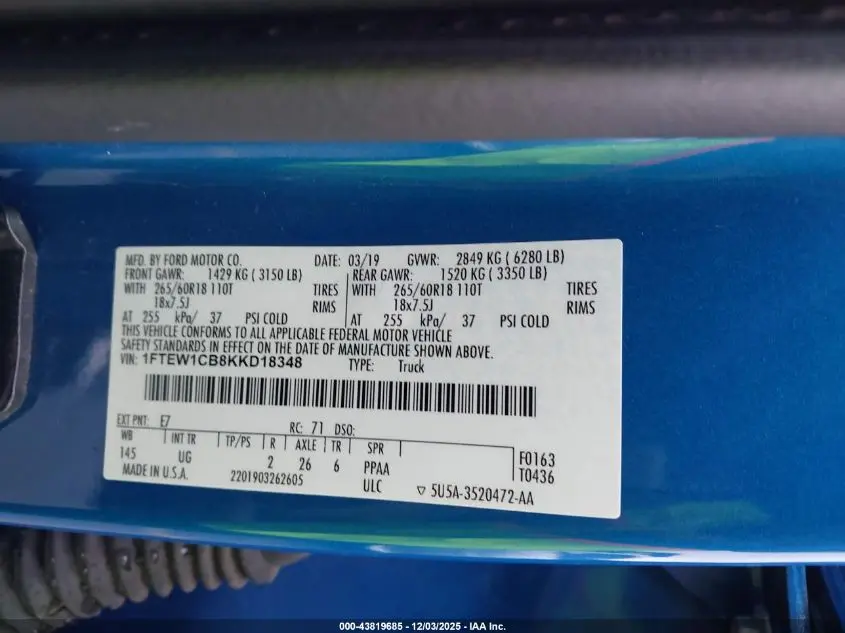 MFD. BY FORD MOTOR CO. DATE: 03/19 GVWR: 2849 KG ( 6280 LB)
FRONT GAWR: 1429 KG ( 3150 LB) REAR GAWR: 1520 KG ( 3350 LB)
WITH 265/60R18 110T TIRES WITH 265/60R18 110T TIRES
18x7.5J RIMS 18x7.5J RIMS
AT 255 kPa/ 37 PSI COLD AT 255 kPa/ 37 PSI COLD
THIS VEHICLE CONFORMS TO ALL APPLICABLE FEDERAL MOTOR VEHICLE
SAFETY STANDARDS IN EFFECT ON THE DATE OF MANUFACTURE SHOWN ABOVE.
VIN: 1FTEW1CB8KKD18348 TYPE: Truck
EXT PNT: E7 RC: 71 DSO:
WB INT TR TP/PS R AXLE TR SPR
145 UG 2 26 6 PPAA F0163
MADE IN U.S.A. 2201903262605 ULC T0436
▽ 5U5A-3520472-AA
000-43819685 - 12/03/2025 - IAA Inc.